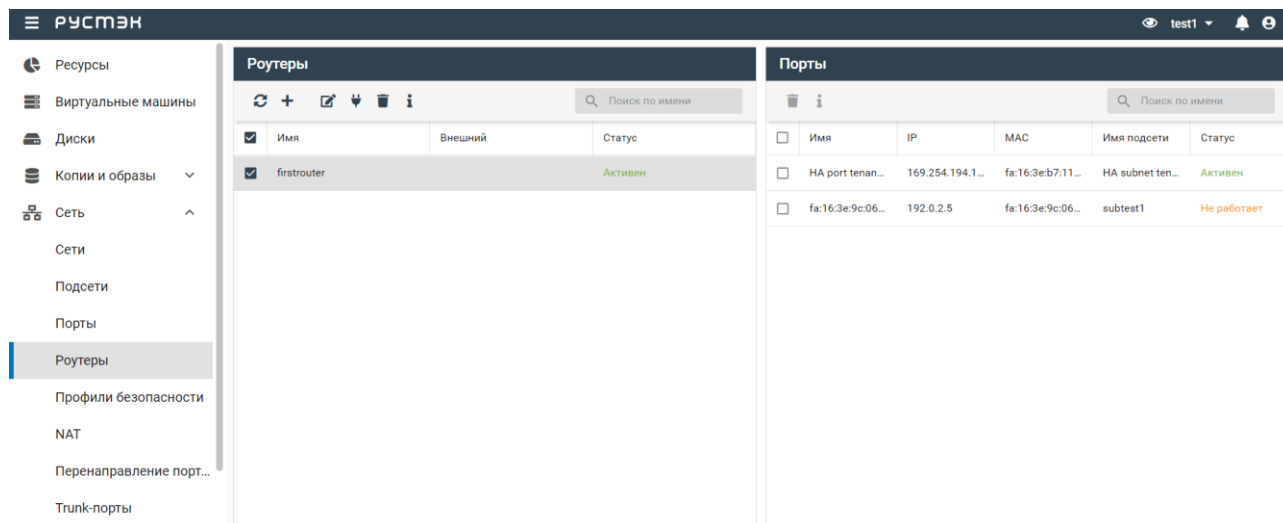 РУСТЭК
test1
Ресурсы
Виртуальные машины
Диски
Копии и образы
Сеть
Сети
Подсети
Порты
Роутеры
Профили безопасности
NAT
Перенаправление порт...
Trunk-порты
Роутеры
Поиск по имени
Имя Внешний Статус
firstrouter Активен
Порты
Поиск по имени
Имя IP MAC Имя подсети Статус
HA port tenan... 169.254.194.1... fa:16:3e:b7:11... HA subnet ten... Активен
fa:16:3e:9c:06... 192.0.2.5 fa:16:3e:9c:06... subtest1 Не работает